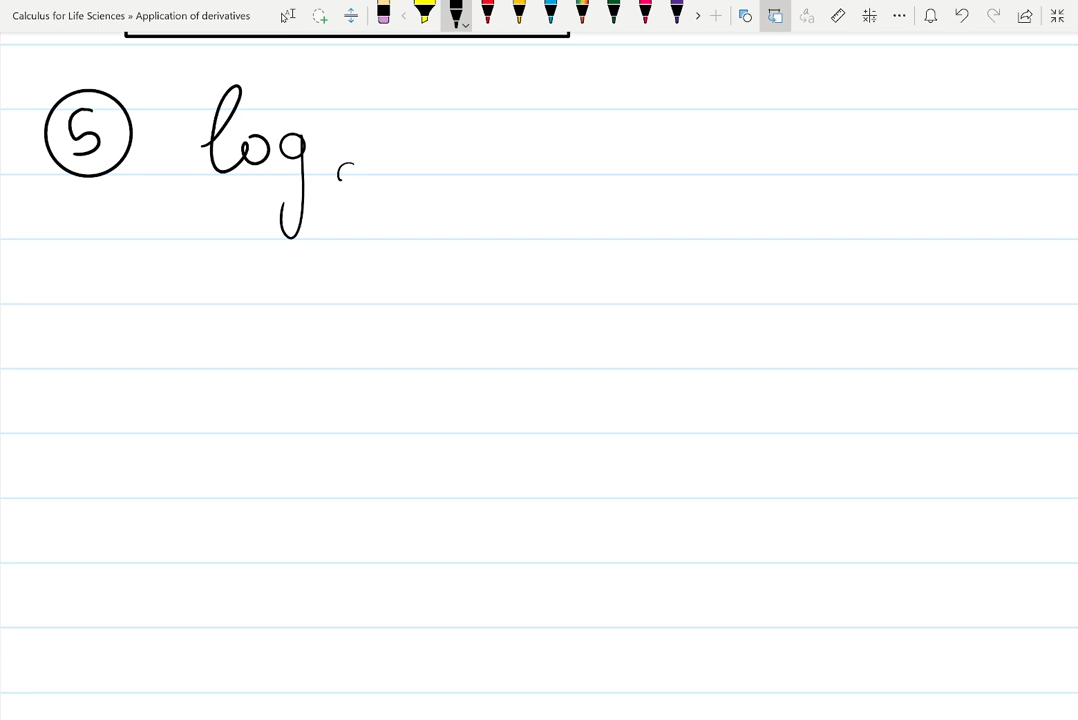 Calculus for Life Sciences » Application of derivatives
5 log